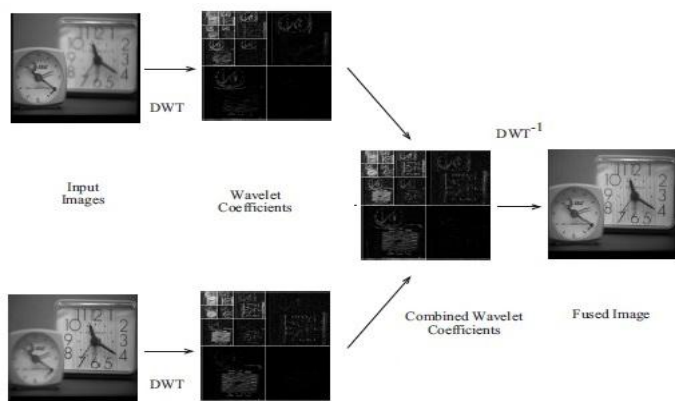 DWT
DWT⁻¹
Input
Images
Wavelet
Coefficients
Combined Wavelet
Coefficients
Fused Image
DWT